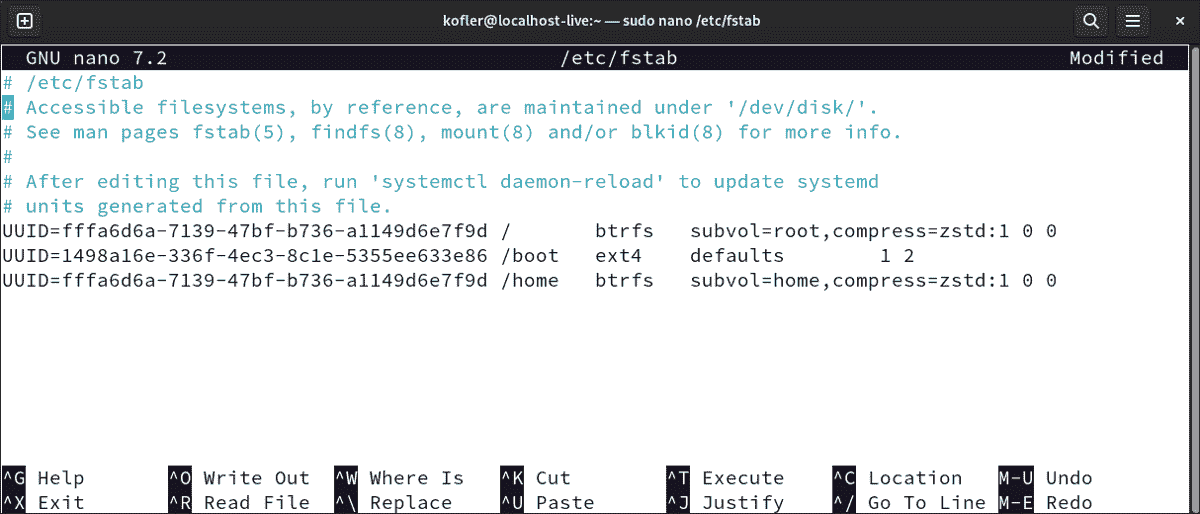 kofler@localhost-live:~ — sudo nano /etc/fstab
GNU nano 7.2 /etc/fstab Modified
# /etc/fstab
# Accessible filesystems, by reference, are maintained under '/dev/disk/'.
# See man pages fstab(5), findfs(8), mount(8) and/or blkid(8) for more info.
#
# After editing this file, run 'systemctl daemon-reload' to update systemd
# units generated from this file.
UUID=fffa6d6a-7139-47bf-b736-a1149d6e7f9d / btrfs subvol=root,compress=zstd:1 0 0
UUID=1498a16e-336f-4ec3-8c1e-5355ee633e86 /boot ext4 defaults 1 2
UUID=fffa6d6a-7139-47bf-b736-a1149d6e7f9d /home btrfs subvol=home,compress=zstd:1 0 0
^G Help ^O Write Out ^W Where Is ^K Cut ^T Execute ^C Location M-U Undo
^X Exit ^R Read File ^\ Replace ^U Paste ^J Justify ^/ Go To Line M-E Redo